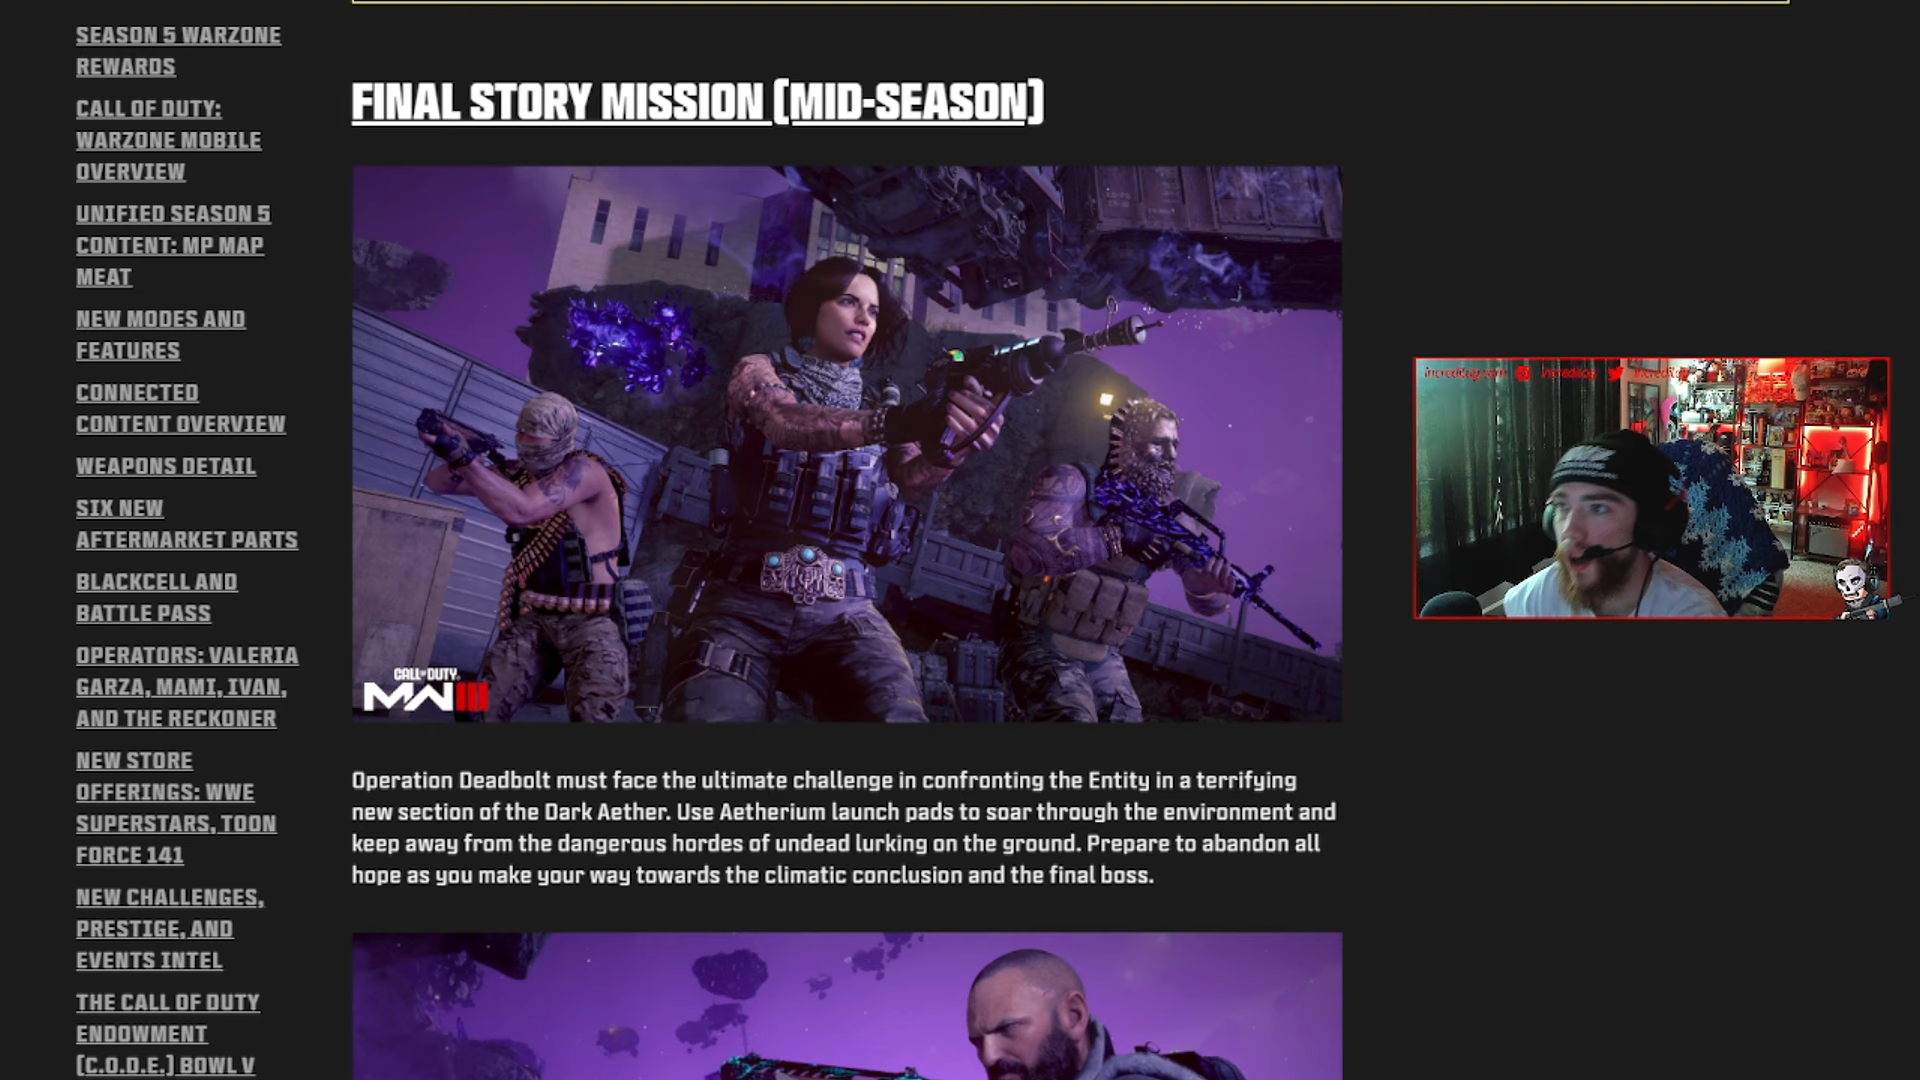 SEASON 5 WARZONE
REWARDS
CALL OF DUTY:
WARZONE MOBILE
OVERVIEW
UNIFIED SEASON 5
CONTENT: MP MAP
MEAT
NEW MODES AND
FEATURES
CONNECTED
CONTENT OVERVIEW
WEAPONS DETAIL
SIX NEW
AFTERMARKET PARTS
BLACKCELL AND
BATTLE PASS
OPERATORS: VALERIA
GARZA, MAMI, IVAN,
AND THE RECKONER
NEW STORE
OFFERINGS: WWE
SUPERSTARS, TOON
FORCE 141
NEW CHALLENGES,
PRESTIGE, AND
EVENTS INTEL
THE CALL OF DUTY
ENDOWMENT
(C.O.D.E.) BOWL V
FINAL STORY MISSION (MID-SEASON)
CALL OF DUTY
MWIII
Operation Deadbolt must face the ultimate challenge in confronting the Entity in a terrifying
new section of the Dark Aether. Use Aetherium launch pads to soar through the environment and
keep away from the dangerous hordes of undead lurking on the ground. Prepare to abandon all
hope as you make your way towards the climatic conclusion and the final boss.